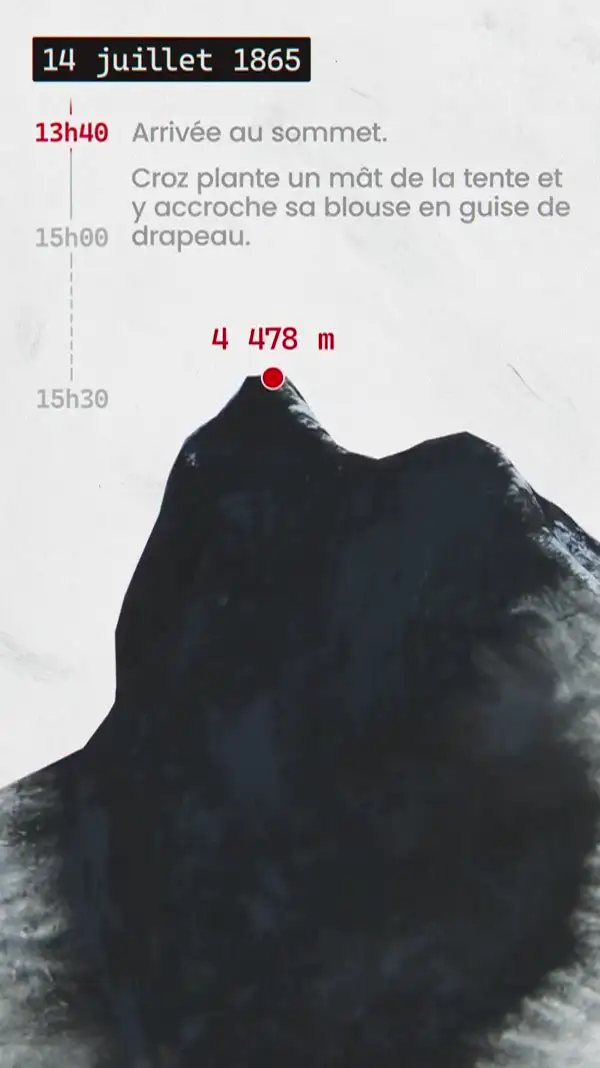 14 juillet 1865
13h40 Arrivée au sommet.
Croz plante un mât de la tente et
y accroche sa blouse en guise de
15h00 drapeau.
4 478 m
15h30